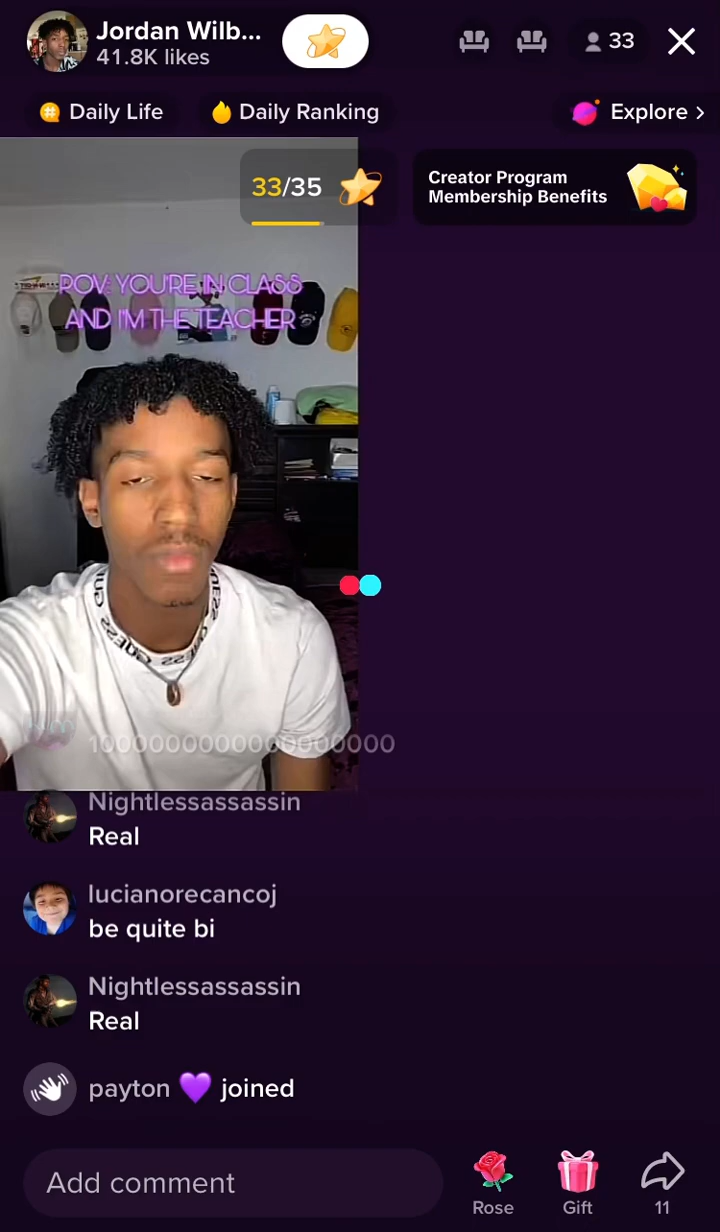 Jordan Wilb...
41.8K likes
33
Daily Life
Daily Ranking
Explore >
33/35
Creator Program
Membership Benefits
POV: YOU'RE IN CLASS
AND I'M THE TEACHER
GUESS
Nightlessassassin
Real
lucianorecancoj
be quite bi
Nightlessassassin
Real
payton 💜 joined
Add comment
Rose
Gift
11